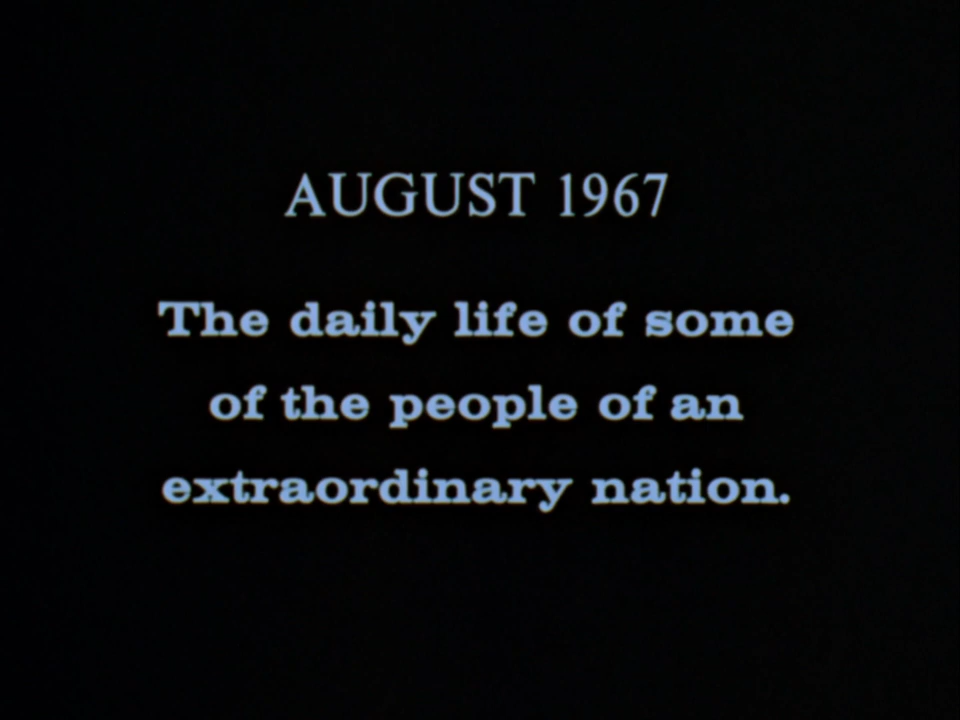 AUGUST 1967
The daily life of some
of the people of an
extraordinary nation.